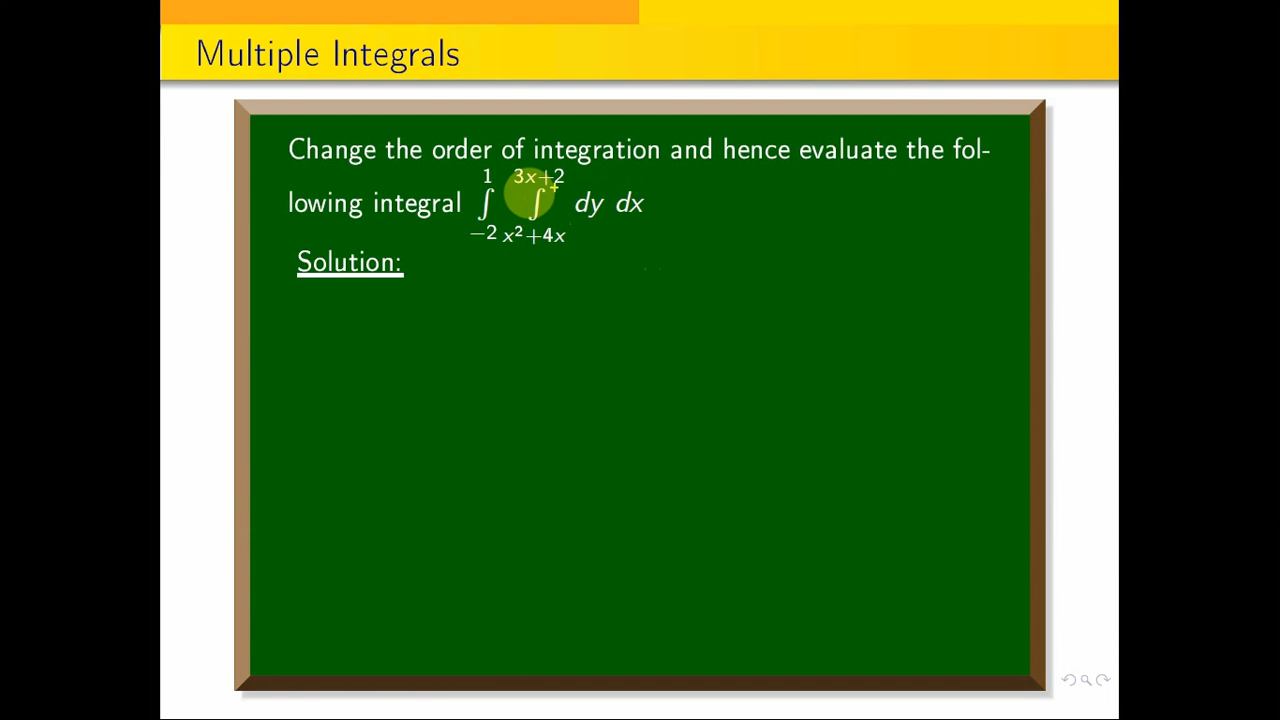 Multiple Integrals
Change the order of integration and hence evaluate the fol-
lowing integral ∫_{−2}^{1} ∫_{x²+4x}^{3x+2} dy dx
Solution: